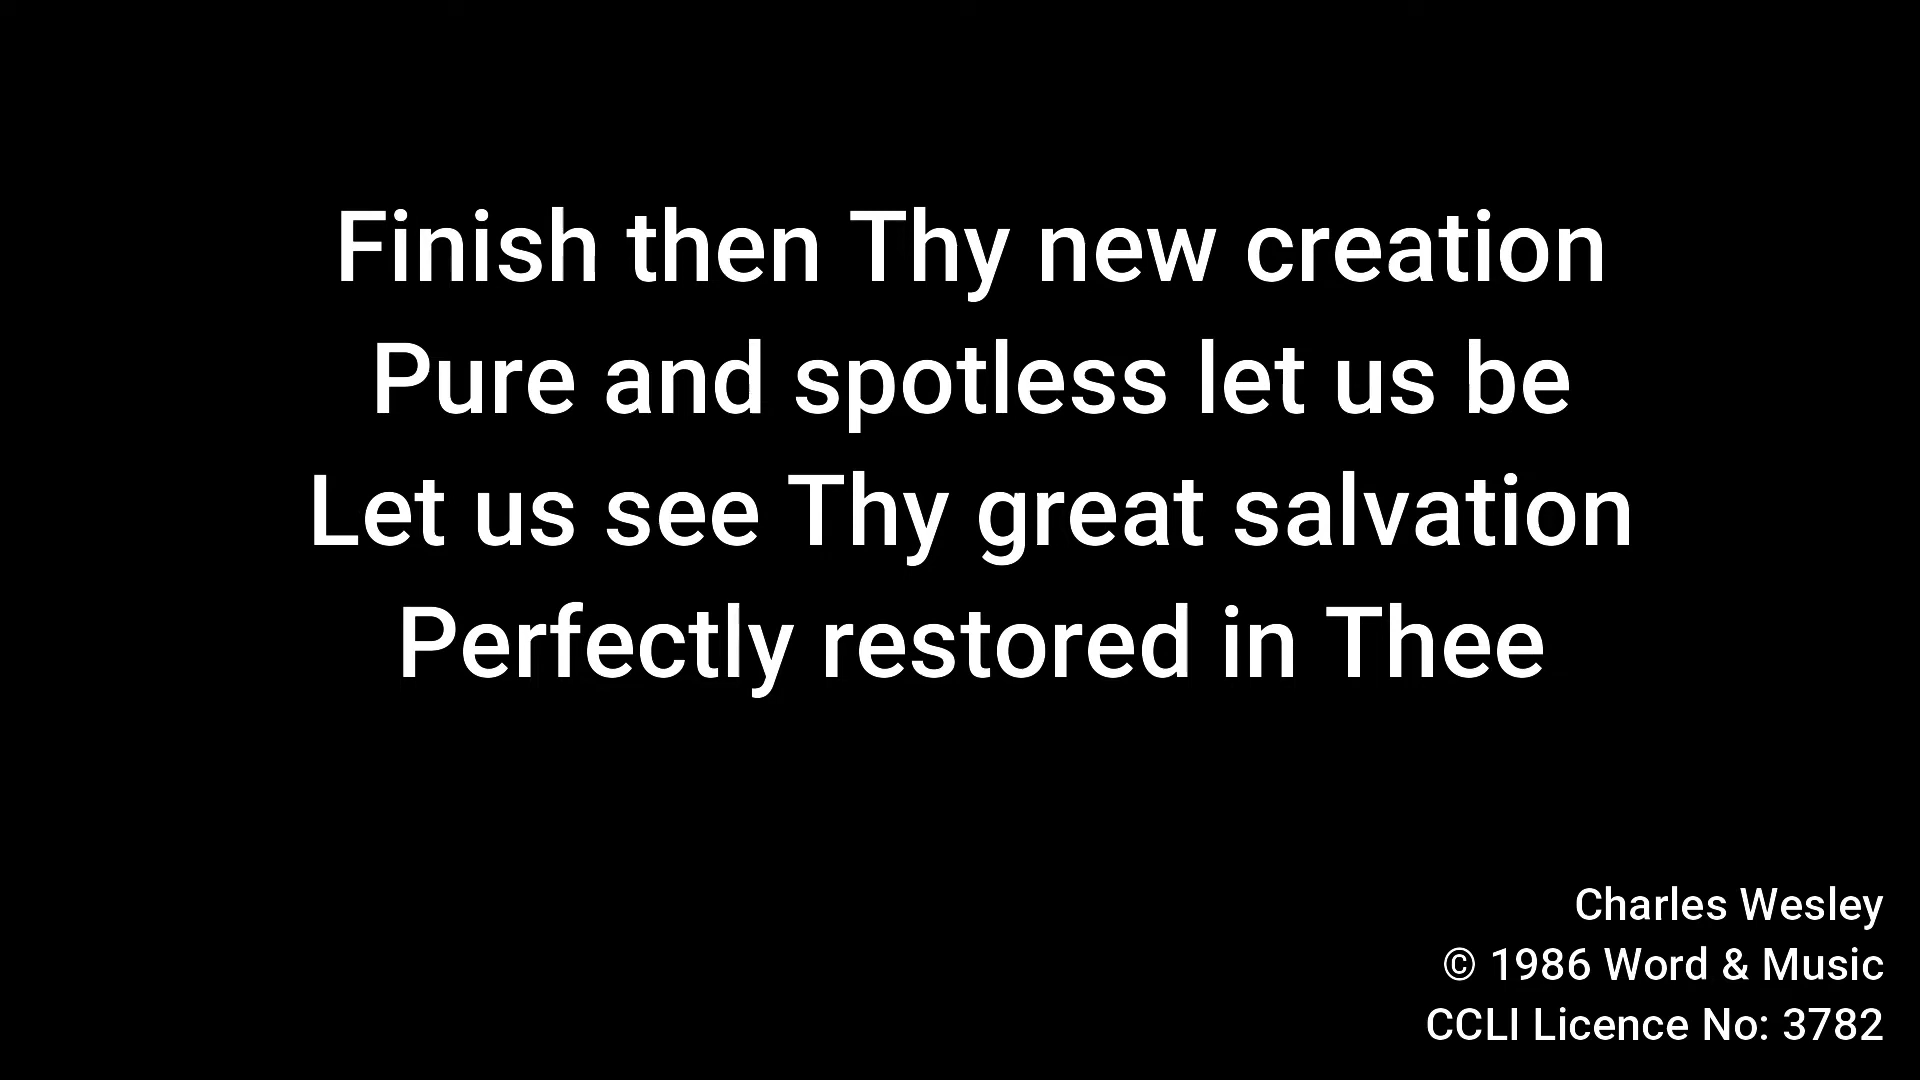 Finish then Thy new creation
Pure and spotless let us be
Let us see Thy great salvation
Perfectly restored in Thee
Charles Wesley
© 1986 Word & Music
CCLI Licence No: 3782